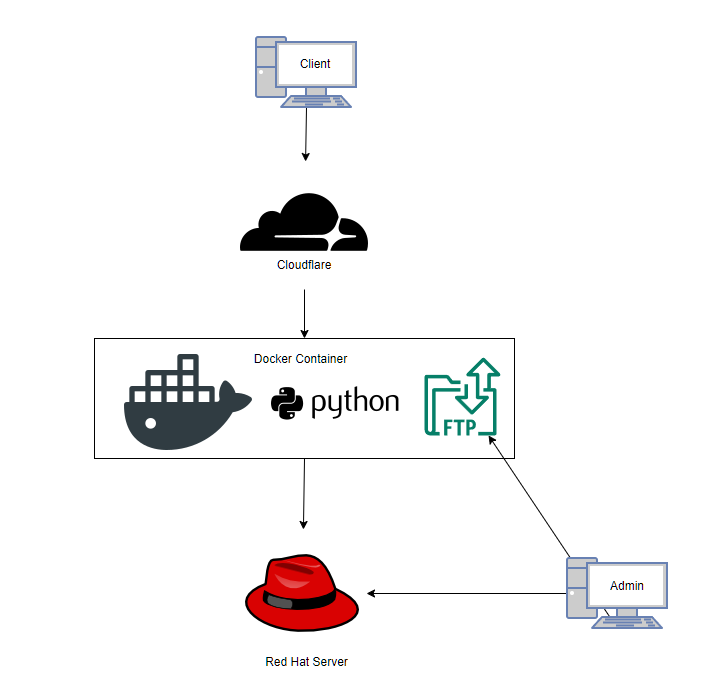 Client
Cloudflare
Docker Container
python
FTP
Admin
Red Hat Server